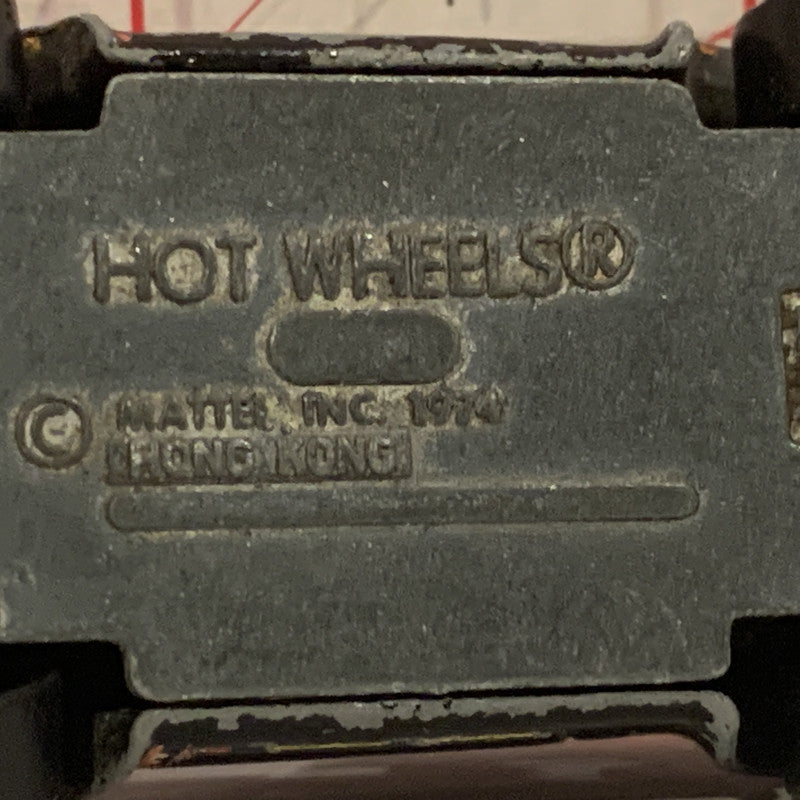 HOT WHEELS®
© MATTEL, INC. 1974
HONG KONG